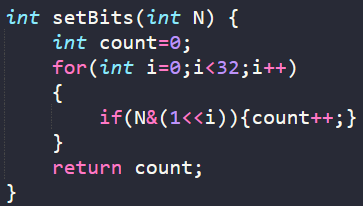 int setBits(int N) {
    int count=0;
    for(int i=0;i<32;i++)
    {
        if(N&(1<<i)){count++;}
    }
    return count;
}